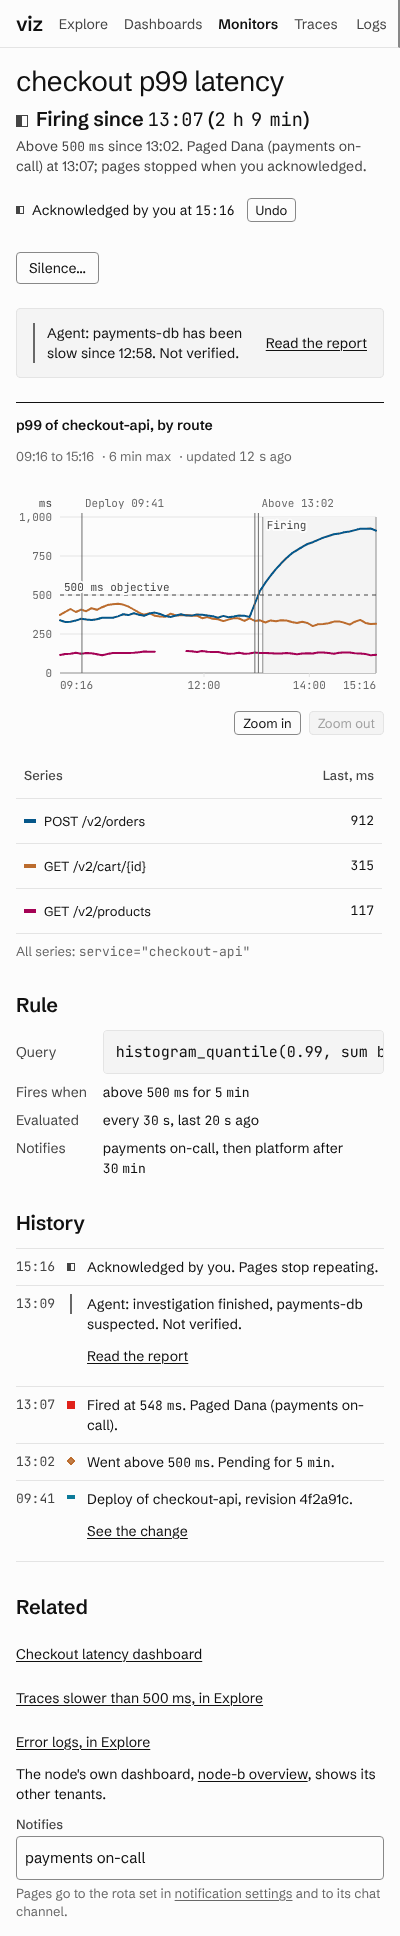 viz Explore Dashboards Monitors Traces Logs
checkout p99 latency
Firing since 13:07 (2 h 9 min)
Above 500 ms since 13:02. Paged Dana (payments on-
call) at 13:07; pages stopped when you acknowledged.
Acknowledged by you at 15:16 Undo
Silence…
Agent: payments-db has been
slow since 12:58. Not verified.
Read the report
p99 of checkout-api, by route
09:16 to 15:16 · 6 min max · updated 12 s ago
ms Deploy 09:41 Above 13:02
1,000 Firing
750
500 ms objective
500
250
0
09:16 12:00 14:00 15:16
Zoom in Zoom out
Series Last, ms
POST /v2/orders 912
GET /v2/cart/{id} 315
GET /v2/products 117
All series: service="checkout-api"
Rule
Query histogram_quantile(0.99, sum b
Fires when above 500 ms for 5 min
Evaluated every 30 s, last 20 s ago
Notifies payments on-call, then platform after
30 min
History
15:16 Acknowledged by you. Pages stop repeating.
13:09 Agent: investigation finished, payments-db
suspected. Not verified.
Read the report
13:07 Fired at 548 ms. Paged Dana (payments on-
call).
13:02 Went above 500 ms. Pending for 5 min.
09:41 Deploy of checkout-api, revision 4f2a91c.
See the change
Related
Checkout latency dashboard
Traces slower than 500 ms, in Explore
Error logs, in Explore
The node's own dashboard, node-b overview, shows its
other tenants.
Notifies
payments on-call
Pages go to the rota set in notification settings and to its chat
channel.